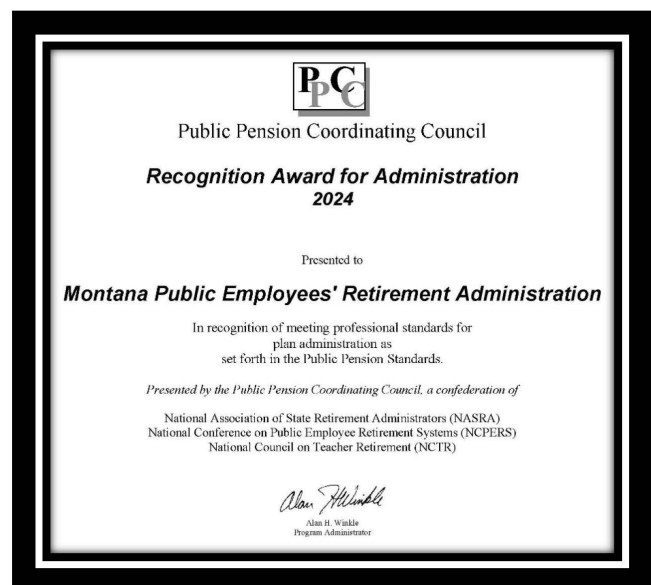 PPCC
Public Pension Coordinating Council
Recognition Award for Administration
2024
Presented to
Montana Public Employees' Retirement Administration
In recognition of meeting professional standards for
plan administration as
set forth in the Public Pension Standards.
Presented by the Public Pension Coordinating Council, a confederation of
National Association of State Retirement Administrators (NASRA)
National Conference on Public Employee Retirement Systems (NCPERS)
National Council on Teacher Retirement (NCTR)
Alan H. Winkle
Alan H. Winkle
Program Administrator